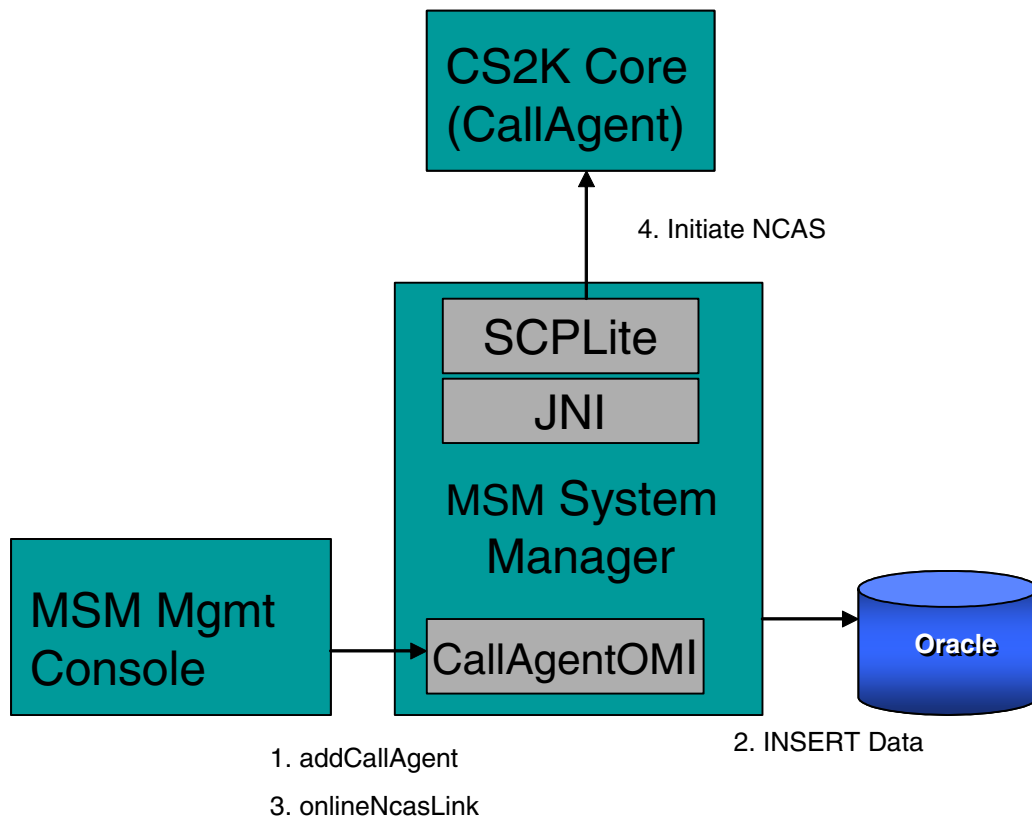 CS2K Core
(CallAgent)
4. Initiate NCAS
SCPLite
JNI
MSM System
Manager
MSM Mgmt
Console
CallAgentOMI
Oracle
2. INSERT Data
1. addCallAgent
3. onlineNcasLink